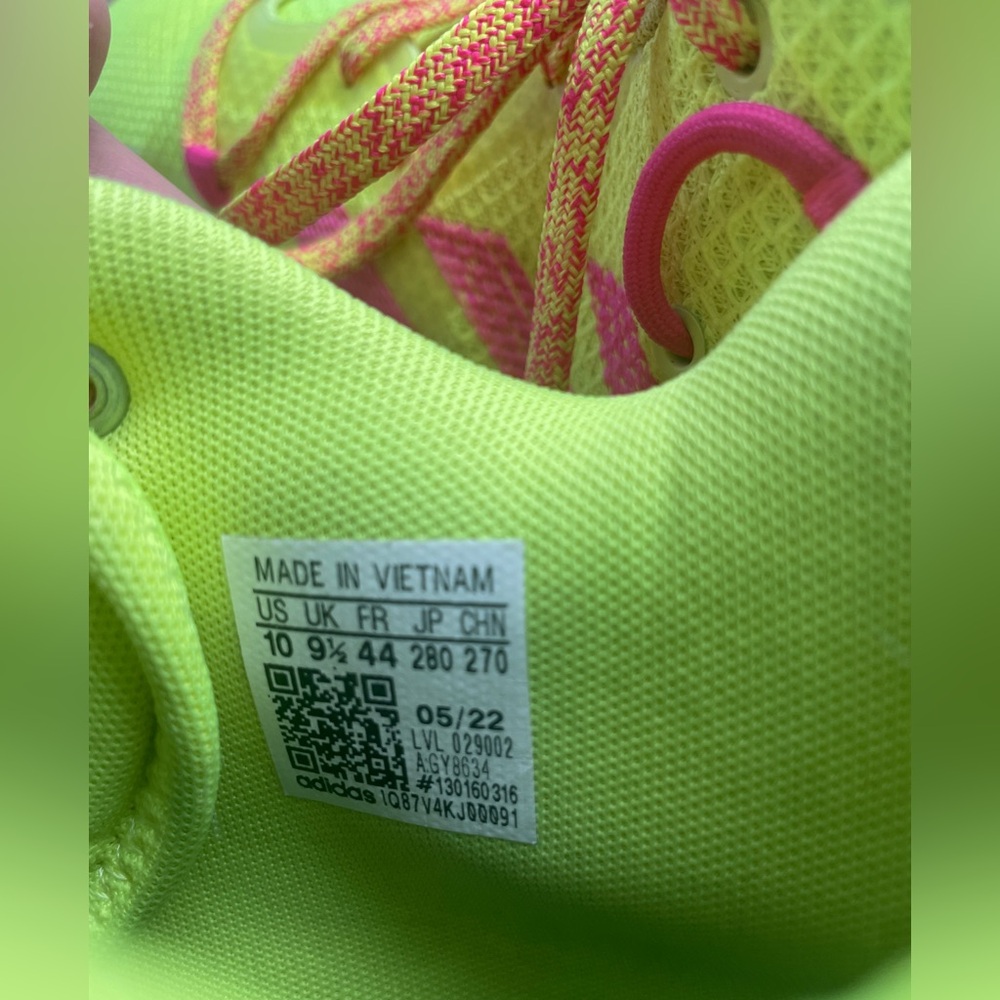 MADE IN VIETNAM
US UK FR JP CHN
10 9½ 44 280 270
05/22
LVL 029002
A:GY8634
#130160316
adidas 1Q87V4KJ00091